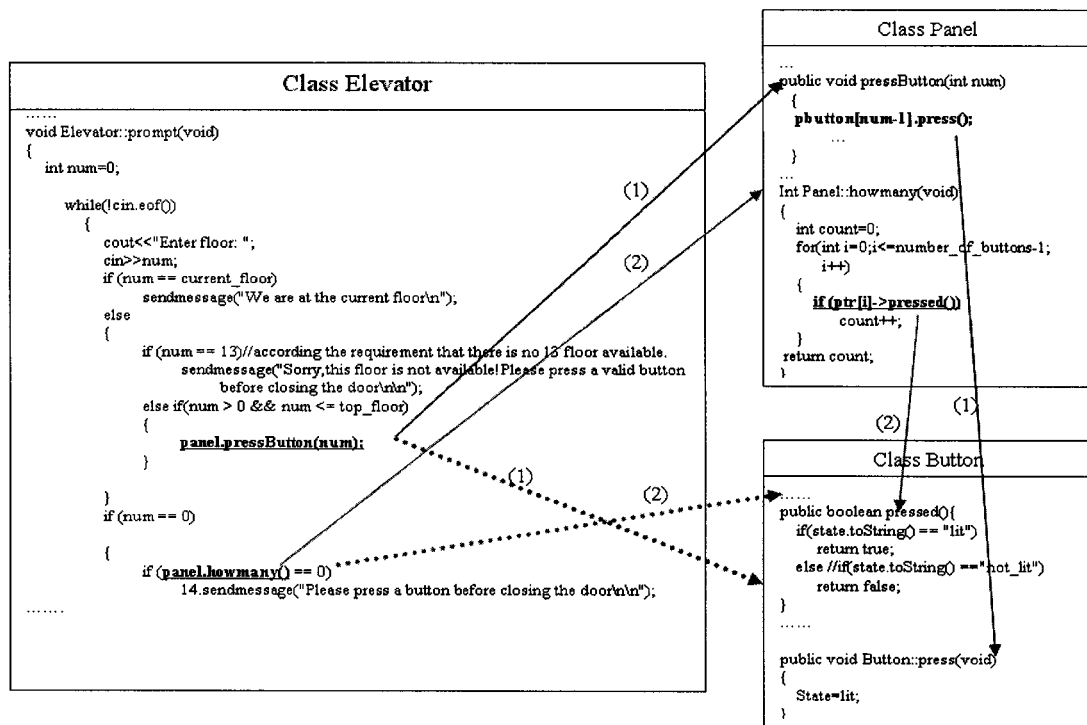 Class Elevator
......
void Elevator::prompt(void)
{
int num=0;
while(!cin.eof())
{
cout<<"Enter floor: ";
cin>>num;
if (num == current_floor)
sendmessage("We are at the current floor\n");
else
{
if (num == 13)//according the requirement that there is no 13 floor available.
sendmessage("Sorry,this floor is not available!Please press a valid button
before closing the door\n\n");
else if(num > 0 && num <= top_floor)
{
panel.pressButton(num);
}
}
if (num == 0)
{
if (panel.howmany() == 0)
14.sendmessage("Please press a button before closing the door\n\n");
.......
(1)
(2)
(1)
(2)
Class Panel
...
public void pressButton(int num)
{
pbutton[num-1].press();
...
}
...
Int Panel::howmany(void)
{
int count=0;
for(int i=0;i<=number_of_buttons-1;
i++)
{
if (ptr[i]->pressed())
count++;
}
return count;
}
(2)
(1)
Class Button
......
public boolean pressed(){
if(state.toString() == "lit")
return true;
else //if(state.toString() =="not_lit")
return false;
}
......
public void Button::press(void)
{
State=lit;
}